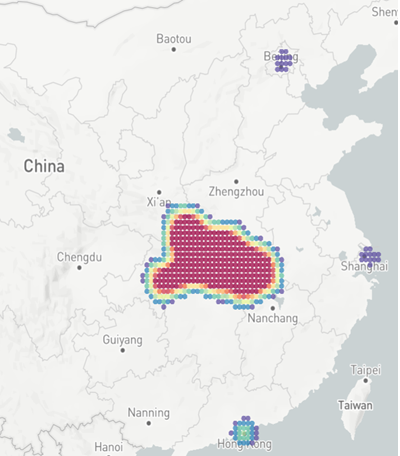 Shen
Baotou
Beijing
China
Xi'an
Zhengzhou
Chengdu
Shanghai
Nanchang
Guiyang
Taipei
Taiwan
Nanning
Hong Kong
Hanoi